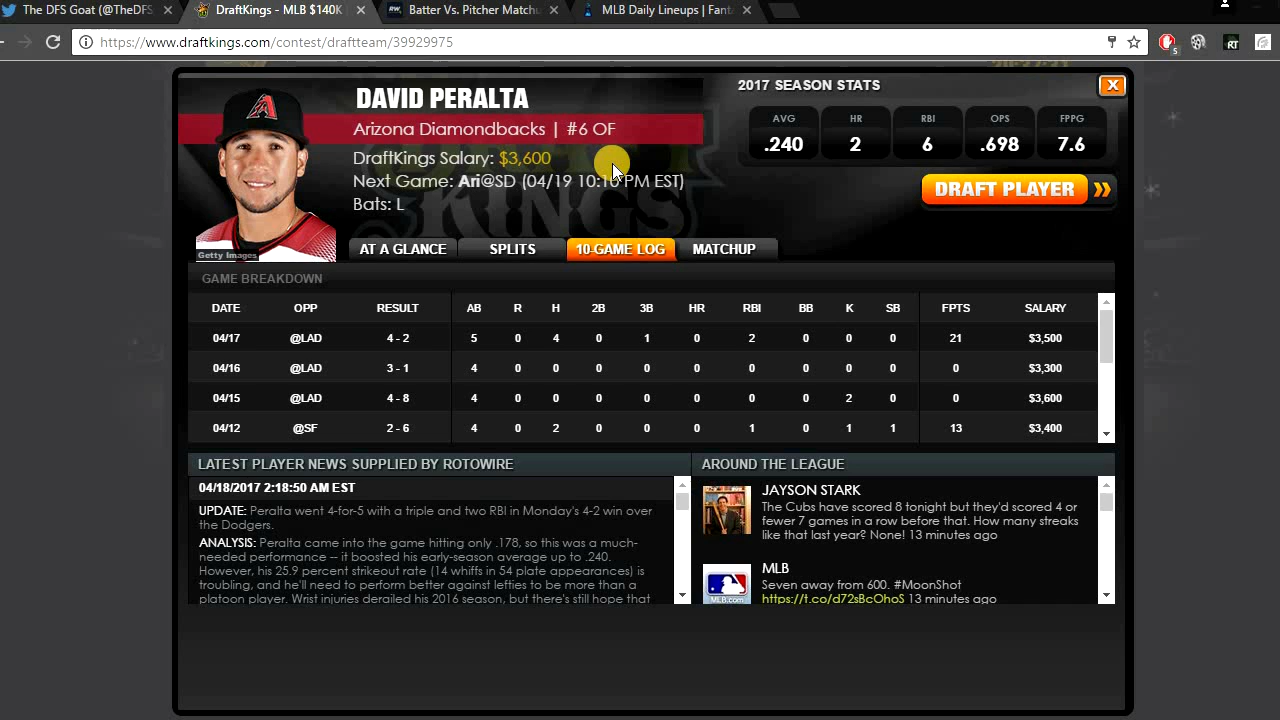 The DFS Goat (@TheDFS
DraftKings - MLB $140K
Batter Vs. Pitcher Matchu
MLB Daily Lineups | Fant
https://www.draftkings.com/contest/draftteam/39929975
DAVID PERALTA
Arizona Diamondbacks | #6 OF
DraftKings Salary: $3,600
Next Game: Ari@SD (04/19 10:10 PM EST)
Bats: L
Getty Images
2017 SEASON STATS
AVG HR RBI OPS FPPG
.240 2 6 .698 7.6
DRAFT PLAYER
AT A GLANCE SPLITS 10-GAME LOG MATCHUP
GAME BREAKDOWN
DATE OPP RESULT AB R H 2B 3B HR RBI BB K SB FPTS SALARY
04/17 @LAD 4 - 2 5 0 4 0 1 0 2 0 0 0 21 $3,500
04/16 @LAD 3 - 1 4 0 0 0 0 0 0 0 0 0 0 $3,300
04/15 @LAD 4 - 8 4 0 0 0 0 0 0 0 2 0 0 $3,600
04/12 @SF 2 - 6 4 0 2 0 0 0 1 0 1 1 13 $3,400
LATEST PLAYER NEWS SUPPLIED BY ROTOWIRE
04/18/2017 2:18:50 AM EST
UPDATE: Peralta went 4-for-5 with a triple and two RBI in Monday's 4-2 win over
the Dodgers.
ANALYSIS: Peralta came into the game hitting only .178, so this was a much-
needed performance -- it boosted his early-season average up to .240.
However, his 25.9 percent strikeout rate (14 whiffs in 54 plate appearances) is
troubling, and he'll need to perform better against lefties to be more than a
platoon player. Wrist injuries derailed his 2016 season, but there's still hope that
AROUND THE LEAGUE
JAYSON STARK
The Cubs have scored 8 tonight but they'd scored 4 or
fewer 7 games in a row before that. How many streaks
like that last year? None! 13 minutes ago
MLB
Seven away from 600. #MoonShot
https://t.co/d72sBcOhoS 13 minutes ago